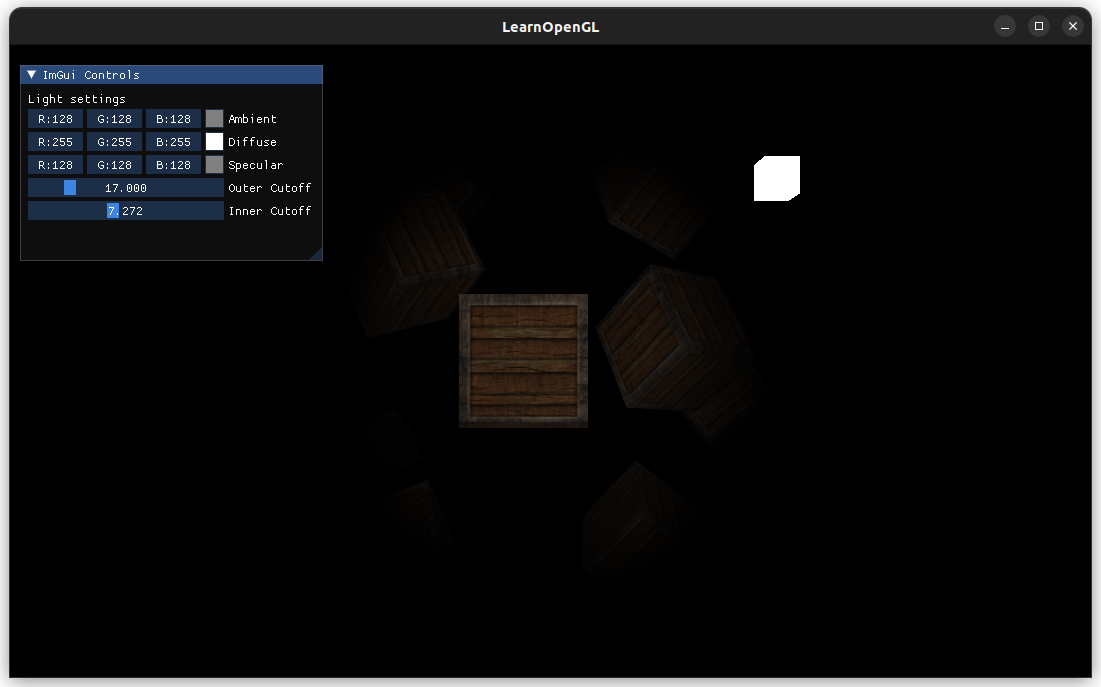 LearnOpenGL
ImGui Controls
Light settings
R:128 G:128 B:128 Ambient
R:255 G:255 B:255 Diffuse
R:128 G:128 B:128 Specular
17.000 Outer Cutoff
7.272 Inner Cutoff